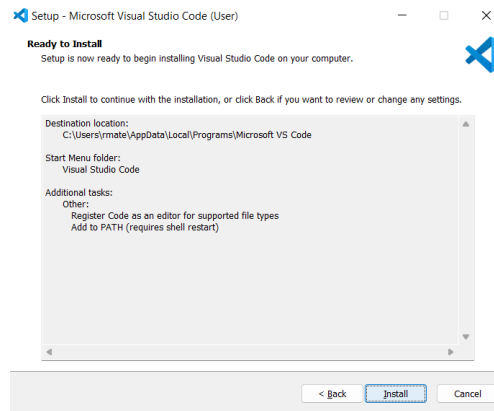 Setup - Microsoft Visual Studio Code (User)
Ready to Install
Setup is now ready to begin installing Visual Studio Code on your computer.
Click Install to continue with the installation, or click Back if you want to review or change any settings.
Destination location:
C:\Users\rmate\AppData\Local\Programs\Microsoft VS Code
Start Menu folder:
Visual Studio Code
Additional tasks:
Other:
Register Code as an editor for supported file types
Add to PATH (requires shell restart)
< Back
Install
Cancel